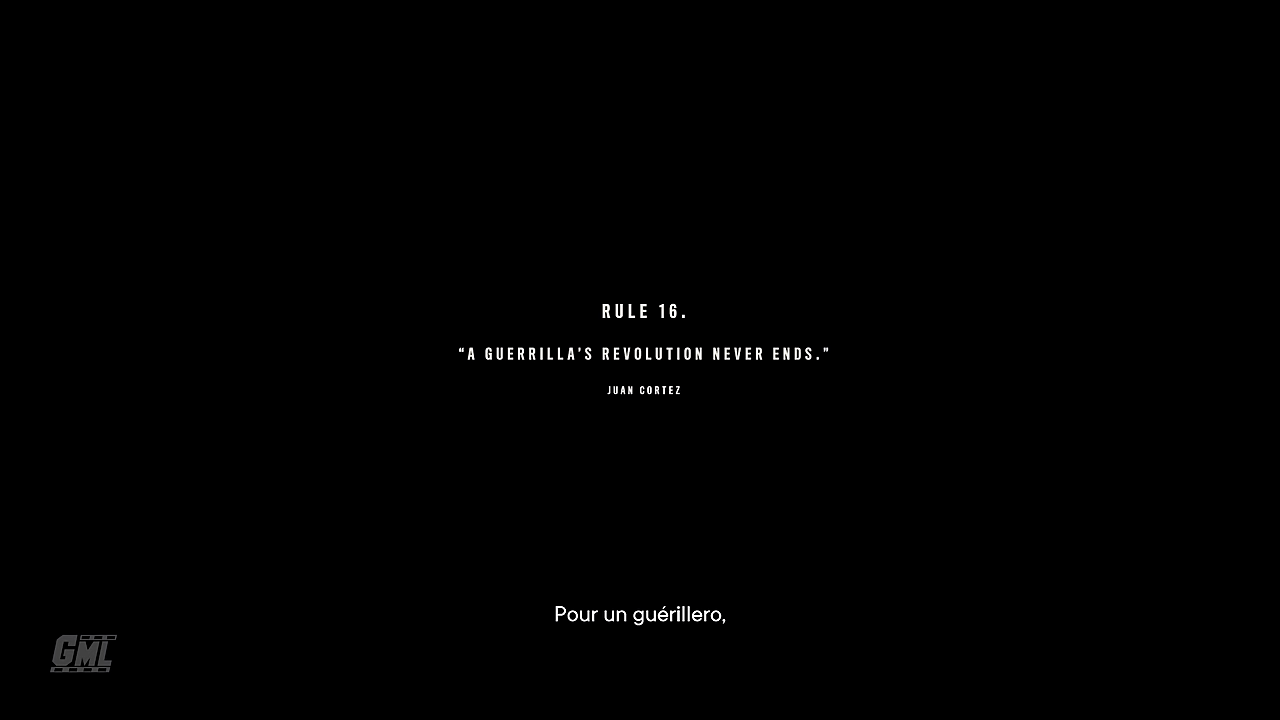 RULE 16.
“A GUERRILLA’S REVOLUTION NEVER ENDS.”
JUAN CORTEZ
Pour un guérillero,
GML